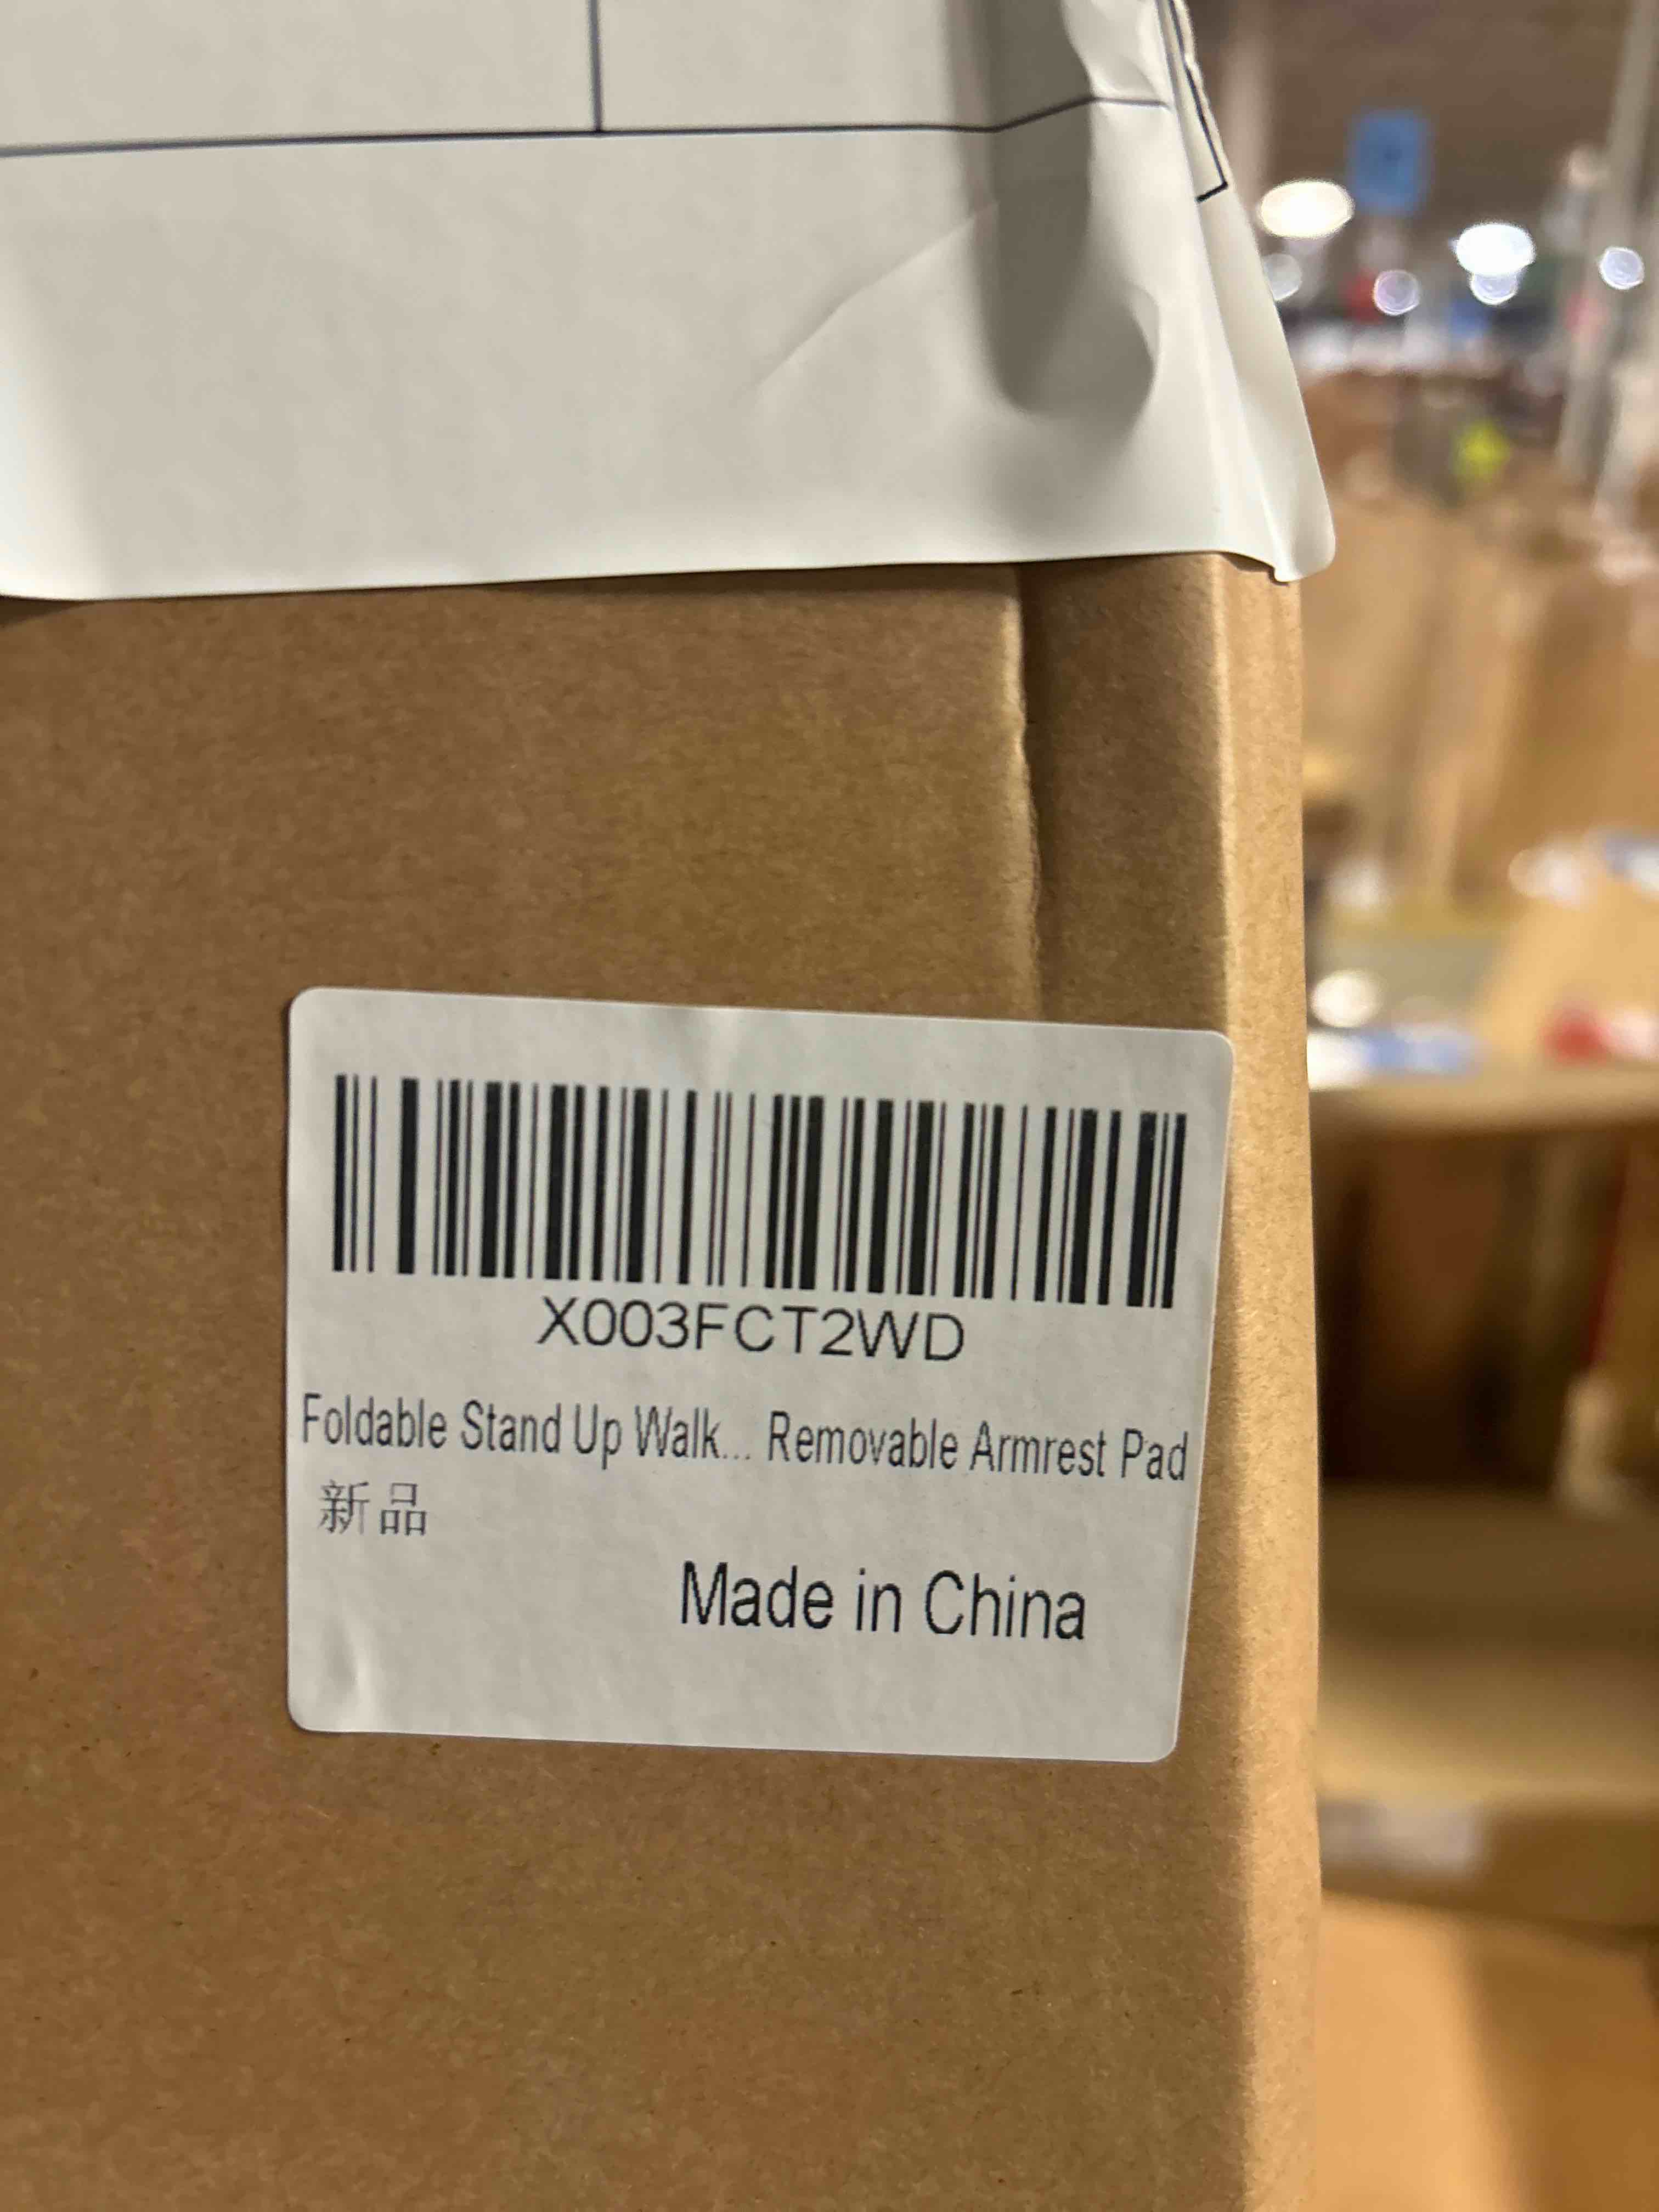 X003FCT2WD
Foldable Stand Up Walk... Removable Armrest Pad
新品
Made in China